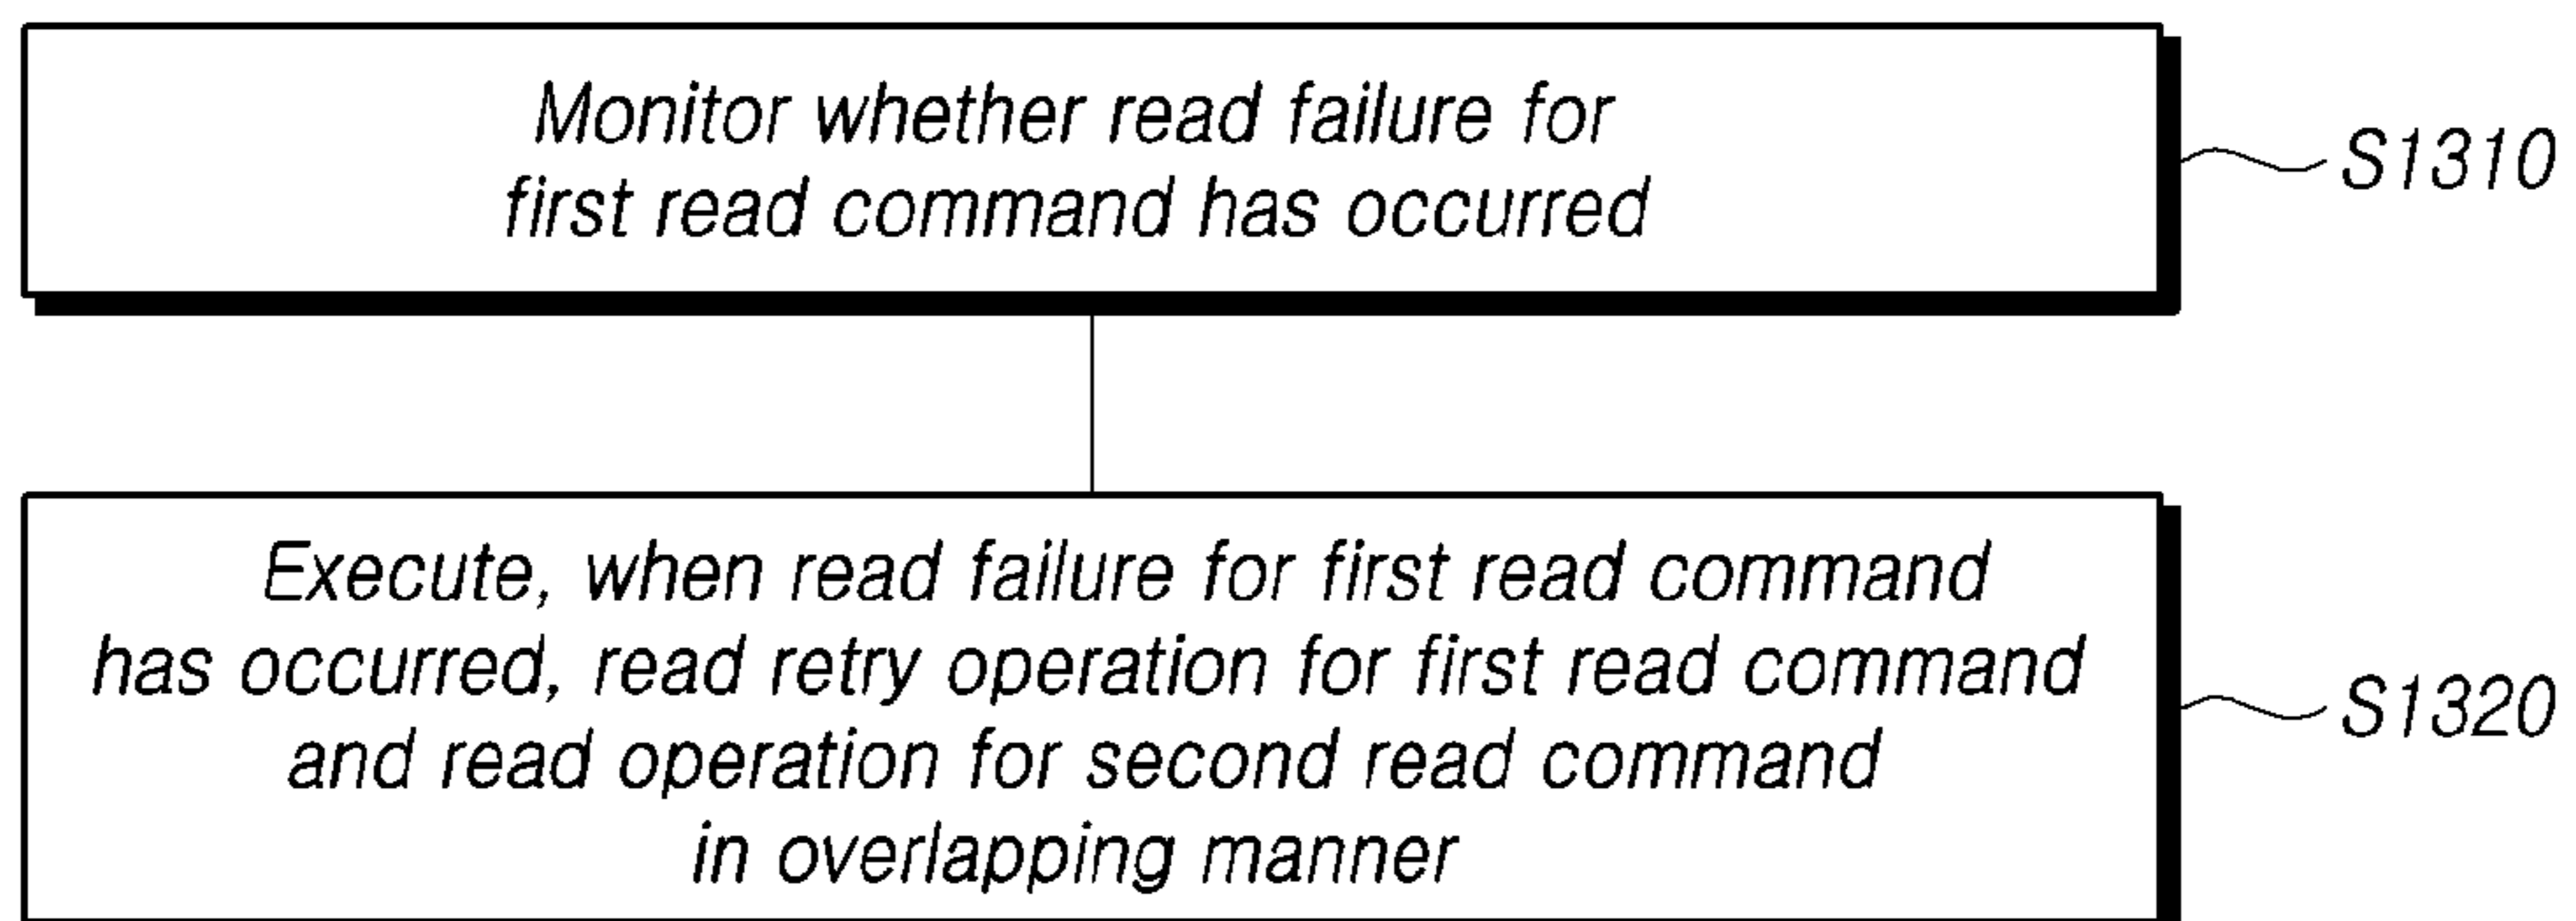 Monitor whether read failure for
first read command has occurred
S1310
Execute, when read failure for first read command
has occurred, read retry operation for first read command
and read operation for second read command
in overlapping manner
S1320